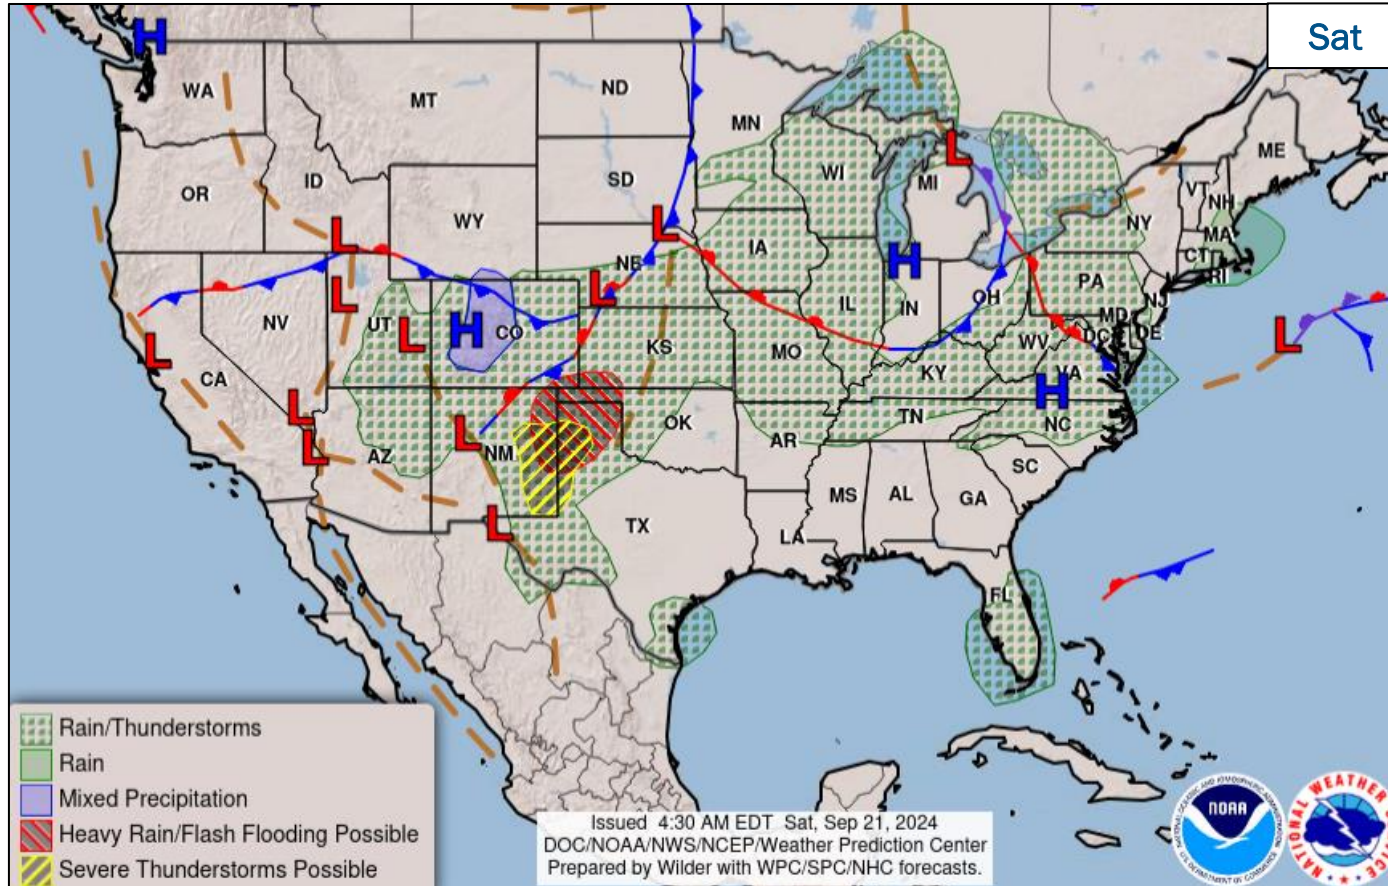 Sat
H
WA
MT
ND
MN
ME
L
OR
ID
SD
WI
MI
VT
NH
WY
NY
MA
L
L
IA
CT
RI
NE
H
L
L
PA
NJ
NV
UT
L
H
CO
IL
IN
OH
MD
DC
DE
L
L
CA
KS
MO
WV
KY
VA
H
L
L
AZ
L
NM
OK
AR
TN
NC
SC
MS
AL
GA
L
TX
LA
FL
Rain/Thunderstorms
Rain
Mixed Precipitation
Heavy Rain/Flash Flooding Possible
Severe Thunderstorms Possible
Issued 4:30 AM EDT Sat, Sep 21, 2024
DOC/NOAA/NWS/NCEP/Weather Prediction Center
Prepared by Wilder with WPC/SPC/NHC forecasts.
NOAA
NATIONAL WEATHER